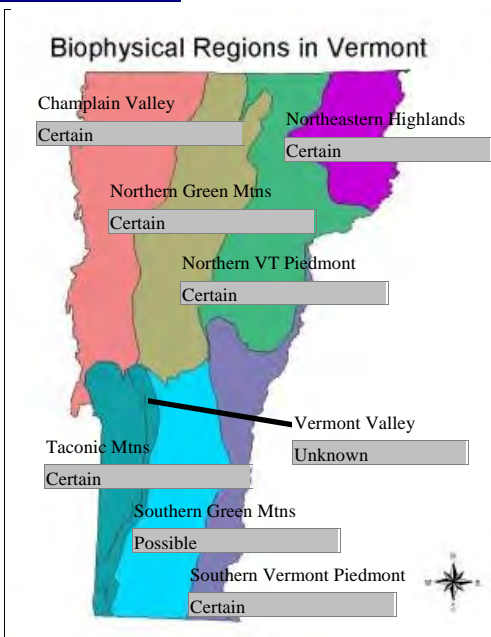 Biophysical Regions in Vermont
Champlain Valley
Certain
Northeastern Highlands
Certain
Northern Green Mtns
Certain
Northern VT Piedmont
Certain
Vermont Valley
Unknown
Taconic Mtns
Certain
Southern Green Mtns
Possible
Southern Vermont Piedmont
Certain